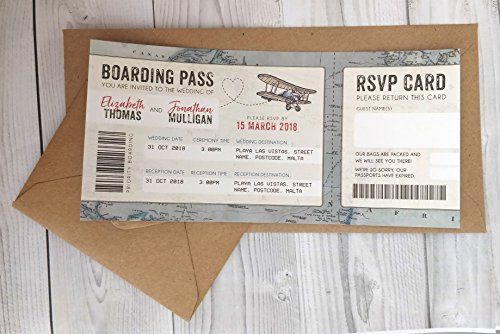 CANADA
BOARDING PASS
YOU ARE INVITED TO THE WEDDING OF
Elizabeth THOMAS AND Jonathan MULLIGAN
PLEASE RSVP BY
15 MARCH 2018
WEDDING DATE CEREMONY TIME WEDDING DESTINATION
31 OCT 2018 3:00PM PLAYA LAS VISTAS. STREET
NAME. POSTCODE. MALTA
RECEPTION DATE RECEPTION TIME RECEPTION DESTINATION
31 OCT 2018 3:00PM PLAYA LAS VISTAS. STREET
NAME. POSTCODE. MALTA
PRIORITY BOARDING
RSVP CARD
PLEASE RETURN THIS CARD
GUEST NAME(S)
OUR BAGS ARE PACKED AND
WE WILL SEE YOU THERE!
WE'RE SO SORRY, OUR
PASSPORTS HAVE EXPIRED.
A F R I